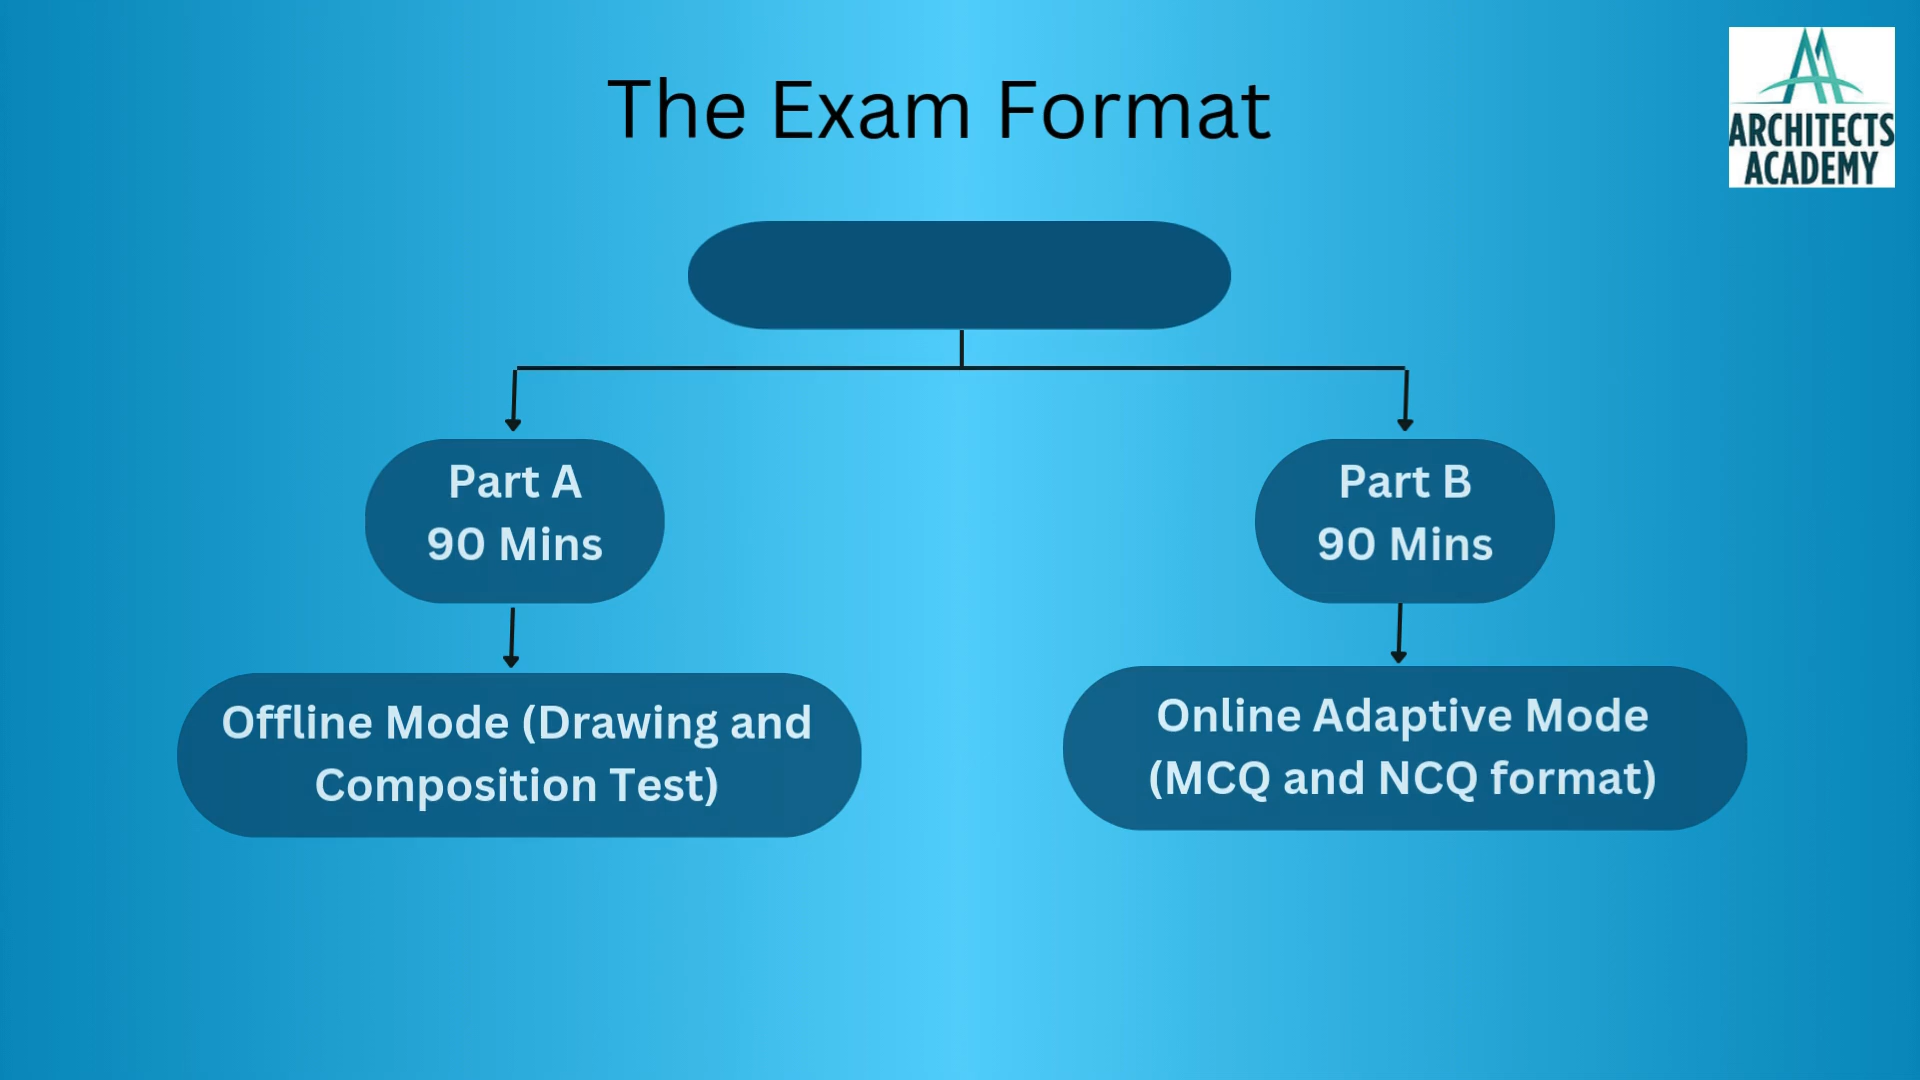 The Exam Format
ARCHITECTS
ACADEMY
Part A
90 Mins
Part B
90 Mins
Offline Mode (Drawing and
Composition Test)
Online Adaptive Mode
(MCQ and NCQ format)